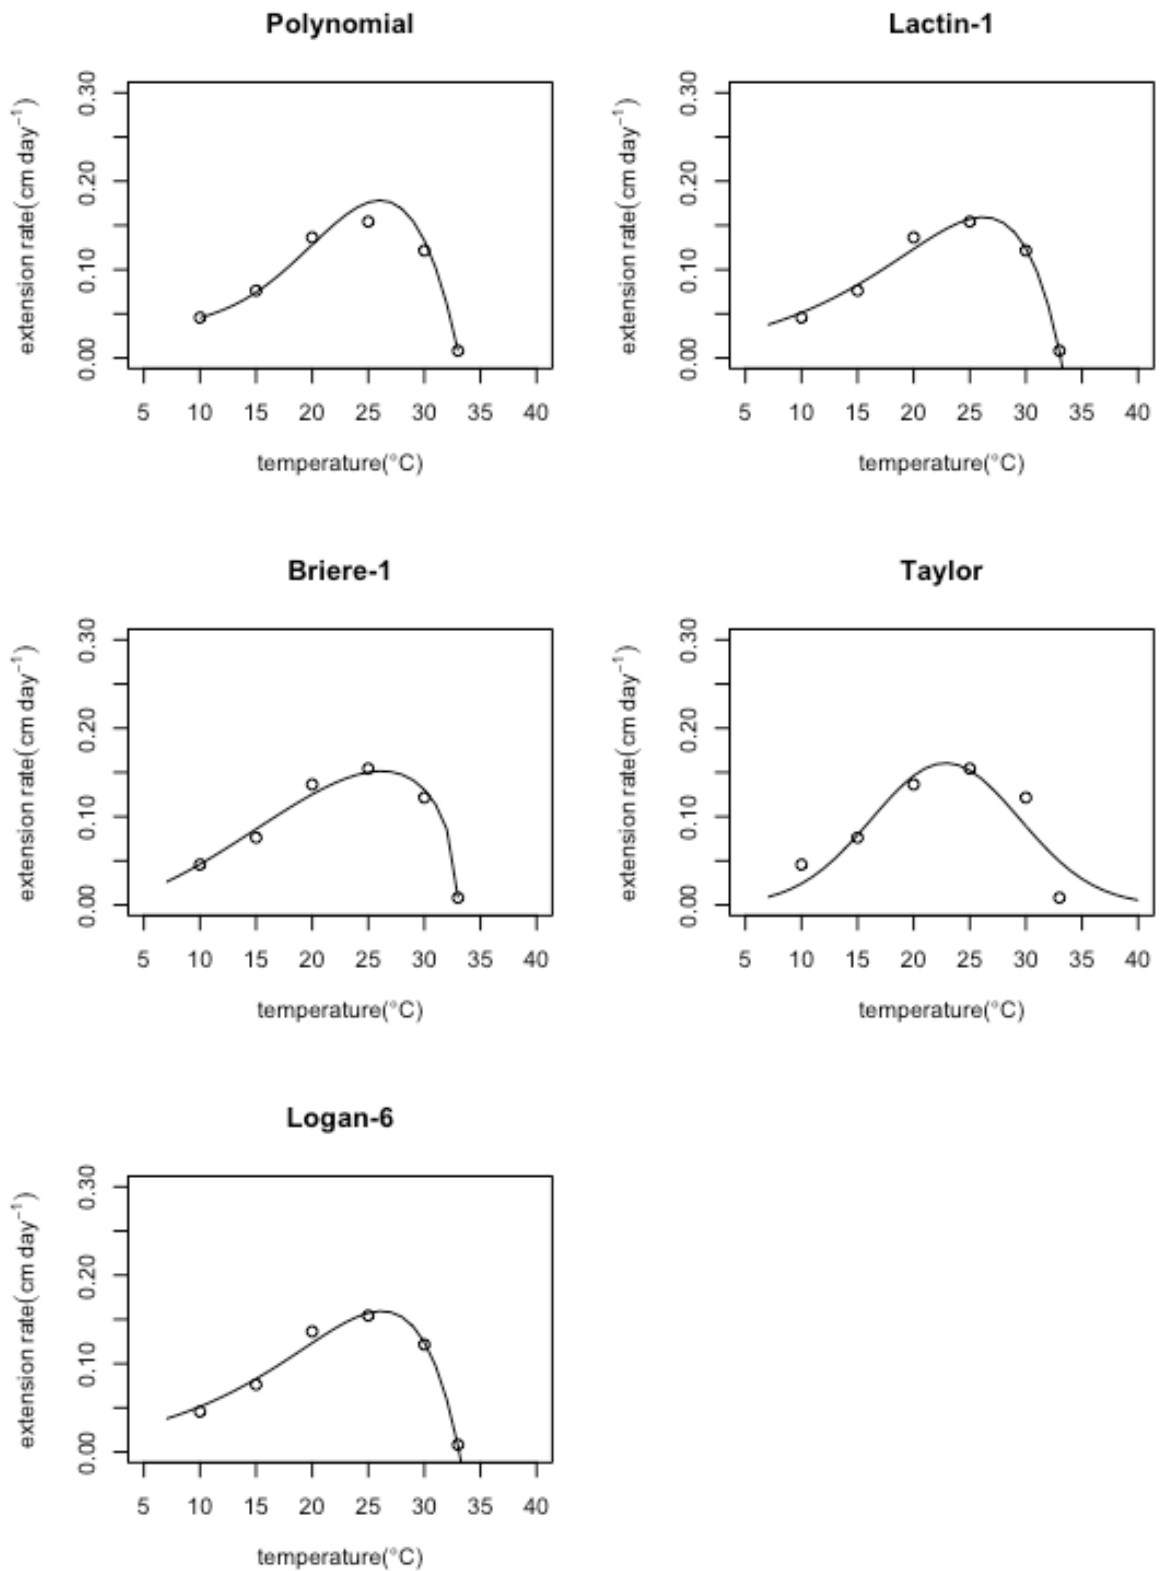 Polynomial
extension rate(cm day⁻¹)
0.00 0.10 0.20 0.30
5 10 15 20 25 30 35 40
temperature(°C)
Lactin-1
extension rate(cm day⁻¹)
0.00 0.10 0.20 0.30
5 10 15 20 25 30 35 40
temperature(°C)
Briere-1
extension rate(cm day⁻¹)
0.00 0.10 0.20 0.30
5 10 15 20 25 30 35 40
temperature(°C)
Taylor
extension rate(cm day⁻¹)
0.00 0.10 0.20 0.30
5 10 15 20 25 30 35 40
temperature(°C)
Logan-6
extension rate(cm day⁻¹)
0.00 0.10 0.20 0.30
5 10 15 20 25 30 35 40
temperature(°C)